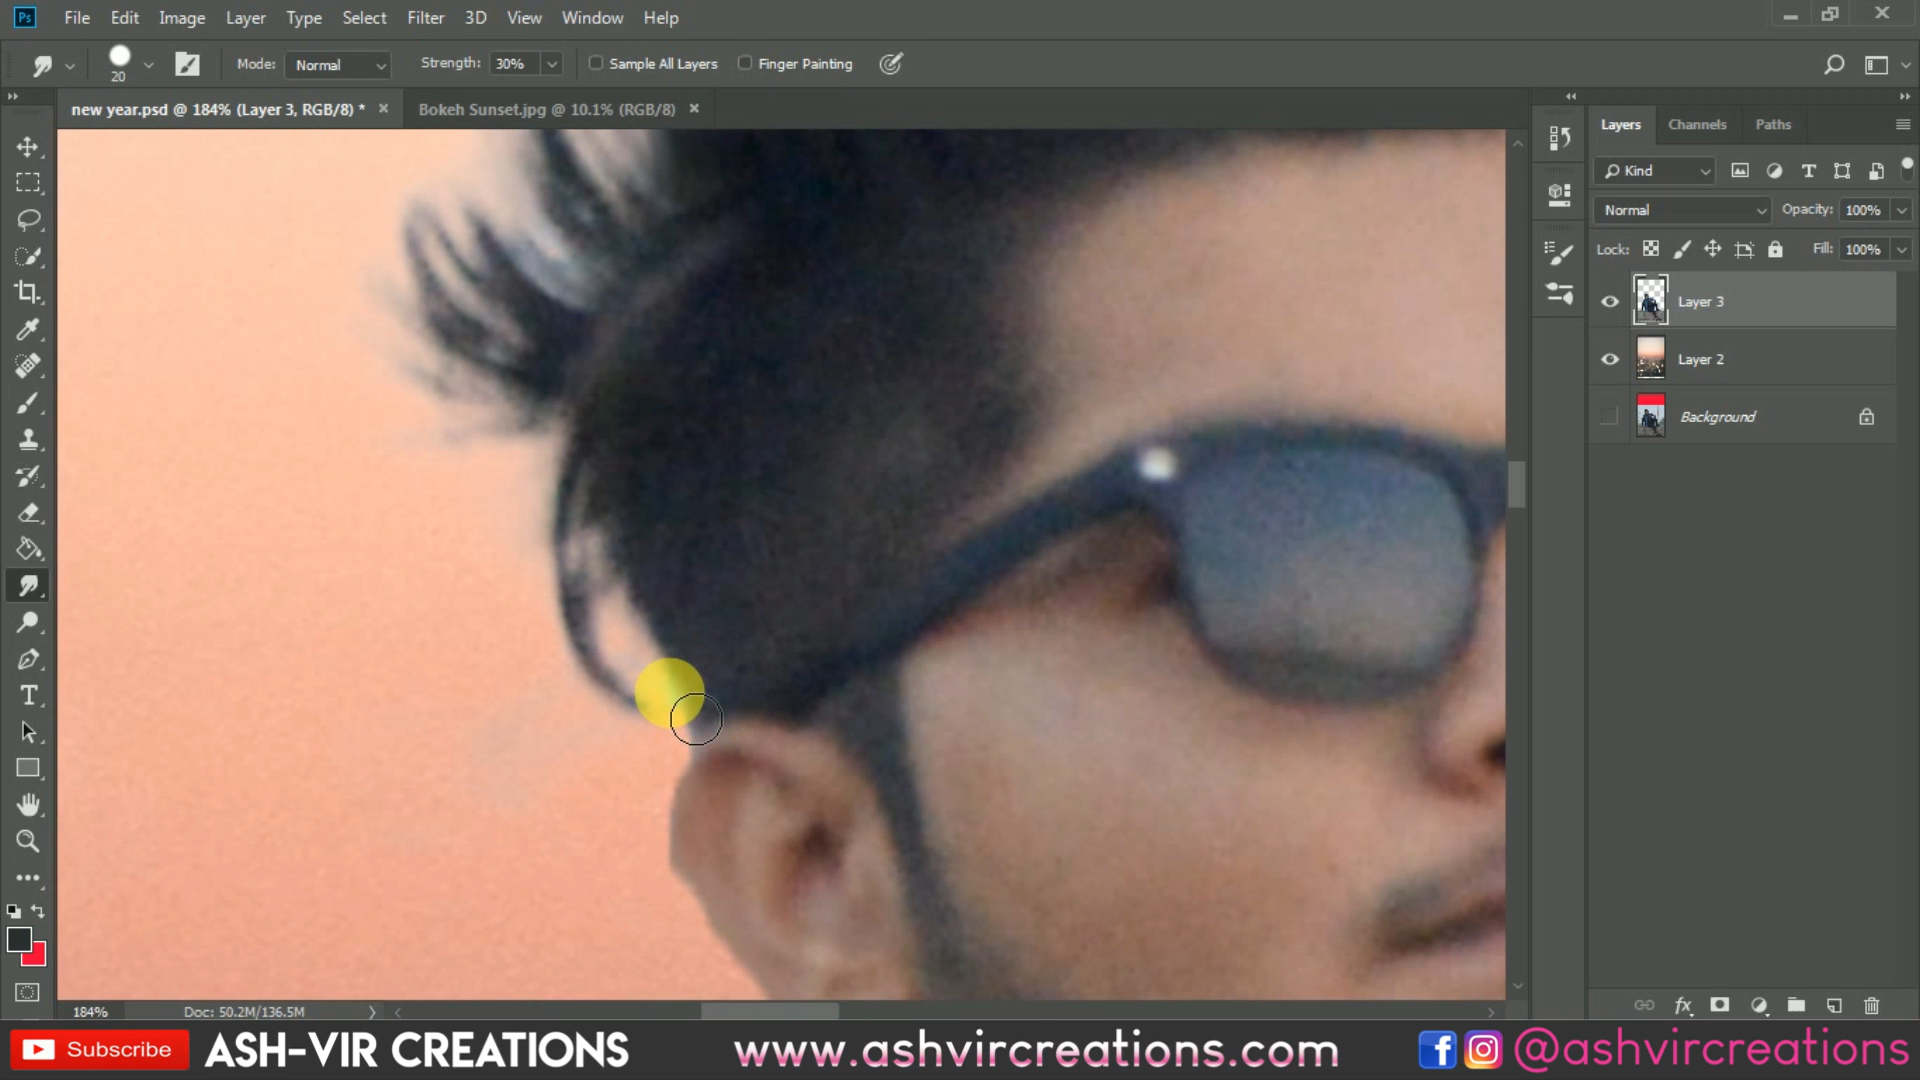 Ps File Edit Image Layer Type Select Filter 3D View Window Help
20 Mode: Normal Strength: 30% Sample All Layers Finger Painting
new year.psd @ 184% (Layer 3, RGB/8) * Bokeh Sunset.jpg @ 10.1% (RGB/8)
Layers Channels Paths
Kind
Normal Opacity: 100%
Lock: Fill: 100%
Layer 3
Layer 2
Background
184% Doc: 50.2M/136.5M
Subscribe ASH-VIR CREATIONS www.ashvircreations.com @ashvircreations